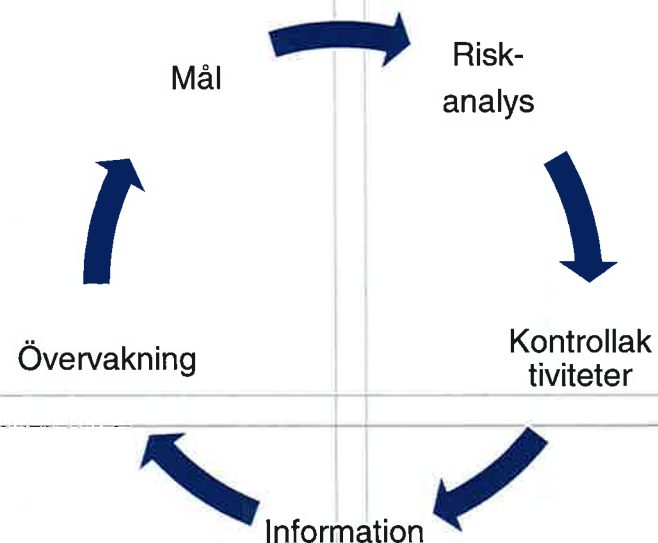 Mål
Risk-
analys
Kontrollak
tiviteter
Information
Övervakning